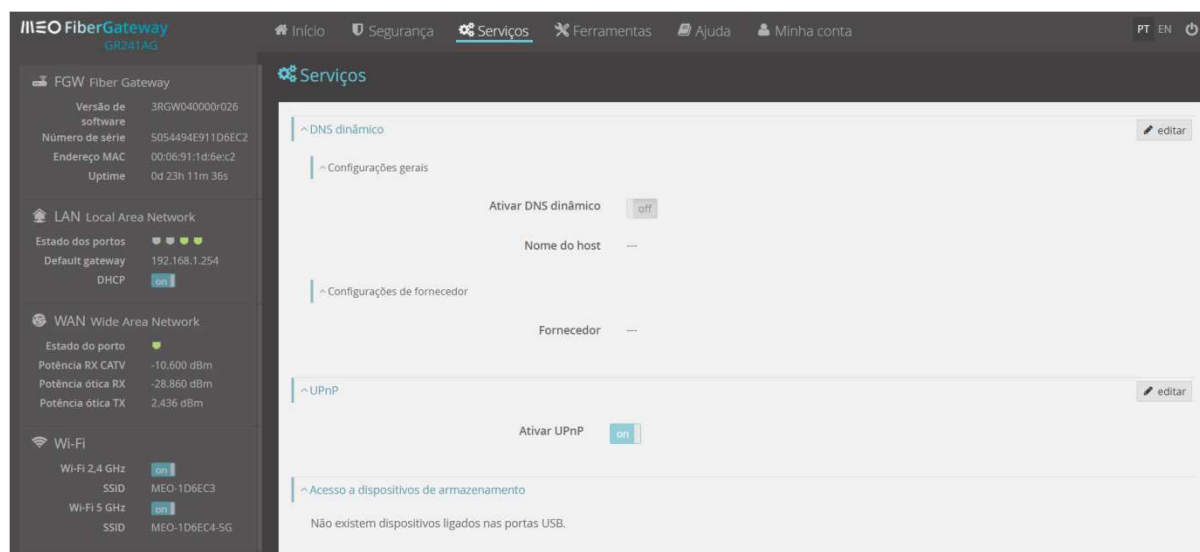 MEO FiberGateway
GR241AG
Início Segurança Serviços Ferramentas Ajuda Minha conta PT EN
FGW Fiber Gateway
Versão de software 3RGW040000r026
Número de série 5054494E911D6EC2
Endereço MAC 00:06:91:1d:6e:c2
Uptime 0d 23h 11m 36s
LAN Local Area Network
Estado dos portos
Default gateway 192.168.1.254
DHCP on
WAN Wide Area Network
Estado do porto
Potência RX CATV -10,600 dBm
Potência ótica RX -28.860 dBm
Potência ótica TX 2,436 dBm
Wi-Fi
Wi-Fi 2,4 GHz on
SSID MEO-1D6EC3
Wi-Fi 5 GHz on
SSID MEO-1D6EC4-5G
Serviços
DNS dinâmico editar
Configurações gerais
Ativar DNS dinâmico off
Nome do host ---
Configurações de fornecedor
Fornecedor ---
UPnP editar
Ativar UPnP on
Acesso a dispositivos de armazenamento
Não existem dispositivos ligados nas portas USB.